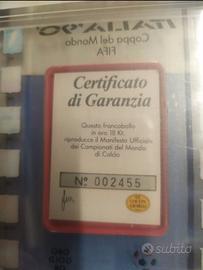 ITALIA'90
Coppa del Mondo
FIFA
Certificato
di Garanzia
Questo francobollo
in oro 18 Kt.
riproduce il Manifesto Ufficiale
dei Campionati del Mondo
di Calcio
Nº 002455
subito